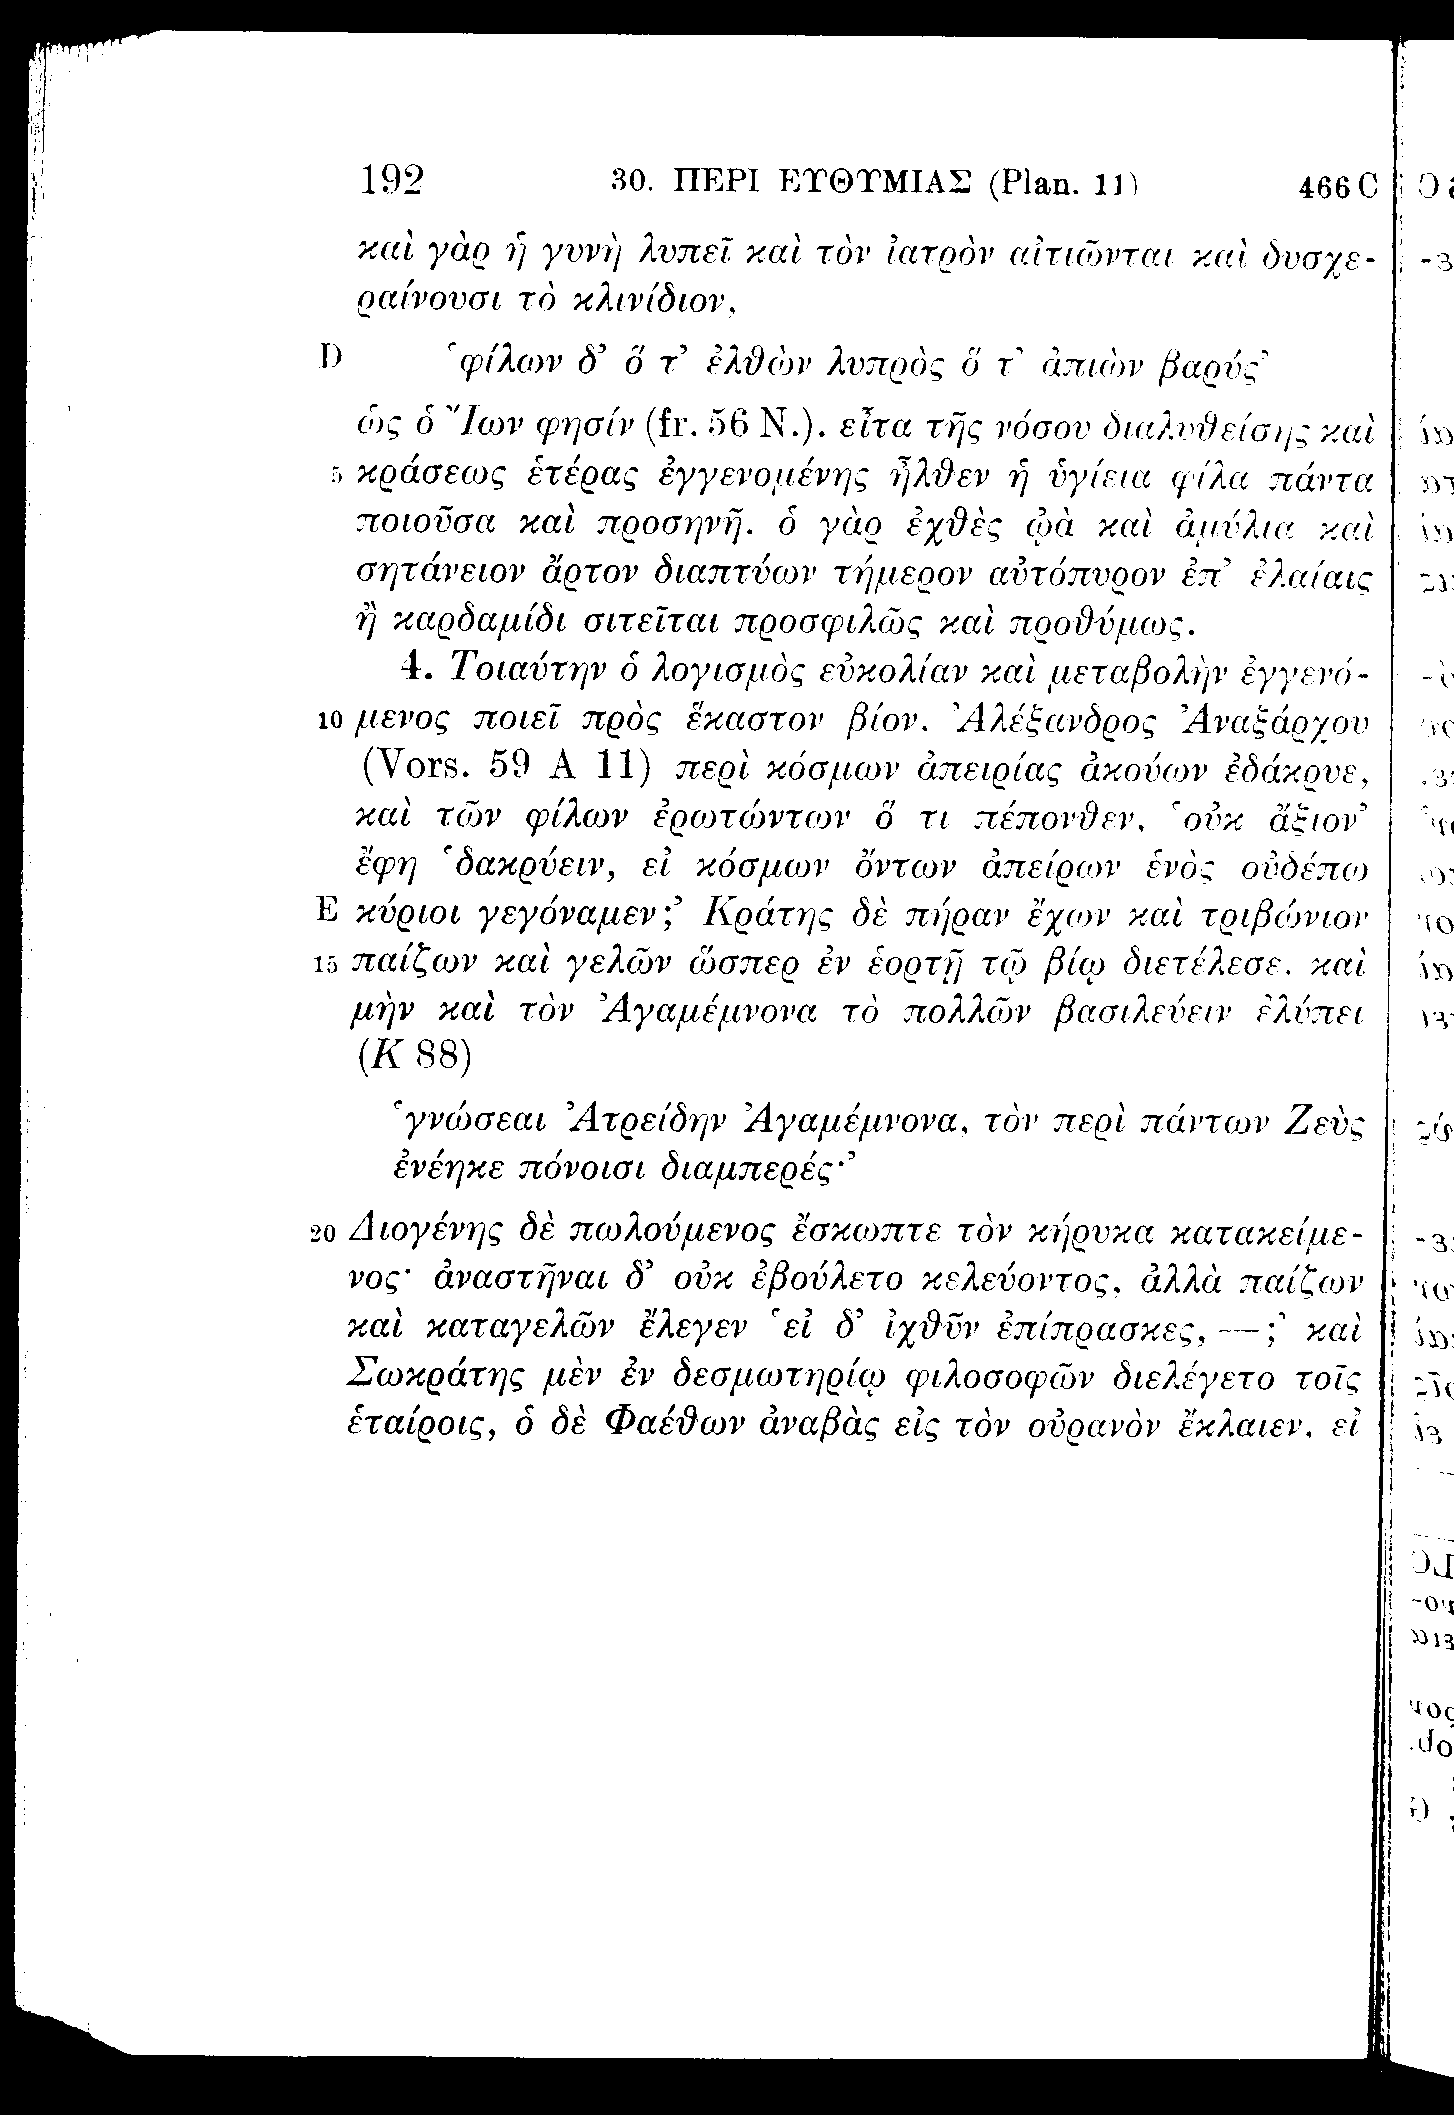 192 30. ΠΕΡΙ ΕΥΘΥΜΙΑΣ (Plan. 11) 466 C
καὶ γὰρ ἡ γυνὴ λυπεῖ καὶ τὸν ἰατρὸν αἰτιῶνται καὶ δυσχε-
ραίνουσι τὸ κλινίδιον,
D ‘φίλων δ’ ὅ τ’ ἐλθὼν λυπρὸς ὅ τ’ ἀπιὼν βαρύς’
ὡς ὁ Ἴων φησίν (fr. 56 N.). εἶτα τῆς νόσου διαλυθείσης καὶ
5 κράσεως ἑτέρας ἐγγενομένης ἦλθεν ἡ ὑγίεια φίλα πάντα
ποιοῦσα καὶ προσηνῆ. ὁ γὰρ ἐχθὲς ᾠὰ καὶ ἀμύλια καὶ
σητάνειον ἄρτον διαπτύων τήμερον αὐτόπυρον ἐπ’ ἐλαίαις
ἢ καρδαμίδι σιτεῖται προσφιλῶς καὶ προθύμως.
4. Τοιαύτην ὁ λογισμὸς εὐκολίαν καὶ μεταβολὴν ἐγγενό-
10 μενος ποιεῖ πρὸς ἕκαστον βίον. Ἀλέξανδρος Ἀναξάρχου
(Vors. 59 A 11) περὶ κόσμων ἀπειρίας ἀκούων ἐδάκρυε,
καὶ τῶν φίλων ἐρωτώντων ὅ τι πέπονθεν, ‘οὐκ ἄξιον’
ἔφη ‘δακρύειν, εἰ κόσμων ὄντων ἀπείρων ἑνὸς οὐδέπω
E κύριοι γεγόναμεν;’ Κράτης δὲ πήραν ἔχων καὶ τριβώνιον
15 παίζων καὶ γελῶν ὥσπερ ἐν ἑορτῇ τῷ βίῳ διετέλεσε. καὶ
μὴν καὶ τὸν Ἀγαμέμνονα τὸ πολλῶν βασιλεύειν ἐλύπει
(K 88)
‘γνώσεαι Ἀτρείδην Ἀγαμέμνονα, τὸν περὶ πάντων Ζεὺς
ἐνέηκε πόνοισι διαμπερές·’
20 Διογένης δὲ πωλούμενος ἔσκωπτε τὸν κήρυκα κατακείμε-
νος· ἀναστῆναι δ’ οὐκ ἐβούλετο κελεύοντος, ἀλλὰ παίζων
καὶ καταγελῶν ἔλεγεν ‘εἰ δ’ ἰχθῦν ἐπίπρασκες, — ;’ καὶ
Σωκράτης μὲν ἐν δεσμωτηρίῳ φιλοσοφῶν διελέγετο τοῖς
ἑταίροις, ὁ δὲ Φαέθων ἀναβὰς εἰς τὸν οὐρανὸν ἔκλαιεν, εἰ